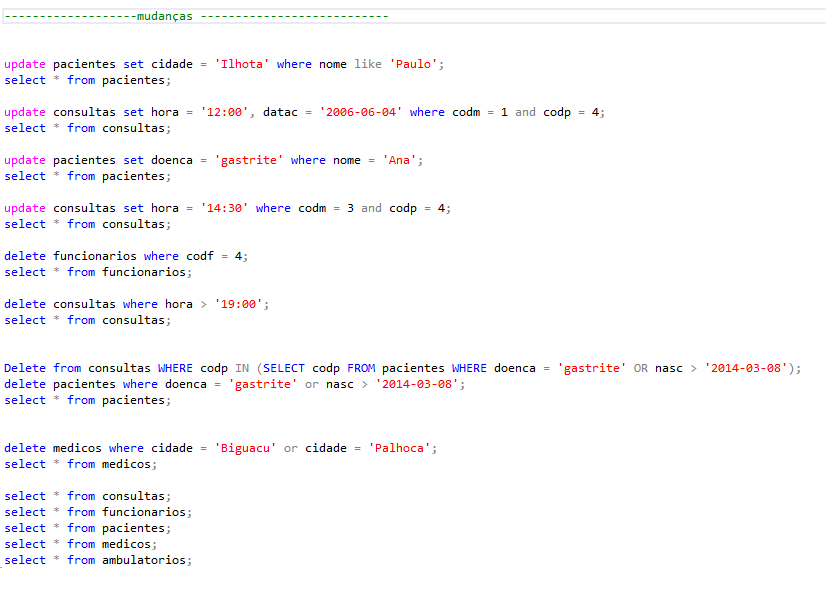 -------------------mudanças ---------------------------
update pacientes set cidade = 'Ilhota' where nome like 'Paulo';
select * from pacientes;
update consultas set hora = '12:00', datac = '2006-06-04' where codm = 1 and codp = 4;
select * from consultas;
update pacientes set doenca = 'gastrite' where nome = 'Ana';
select * from pacientes;
update consultas set hora = '14:30' where codm = 3 and codp = 4;
select * from consultas;
delete funcionarios where codf = 4;
select * from funcionarios;
delete consultas where hora > '19:00';
select * from consultas;
Delete from consultas WHERE codp IN (SELECT codp FROM pacientes WHERE doenca = 'gastrite' OR nasc > '2014-03-08');
delete pacientes where doenca = 'gastrite' or nasc > '2014-03-08';
select * from pacientes;
delete medicos where cidade = 'Biguacu' or cidade = 'Palhoca';
select * from medicos;
select * from consultas;
select * from funcionarios;
select * from pacientes;
select * from medicos;
select * from ambulatorios;